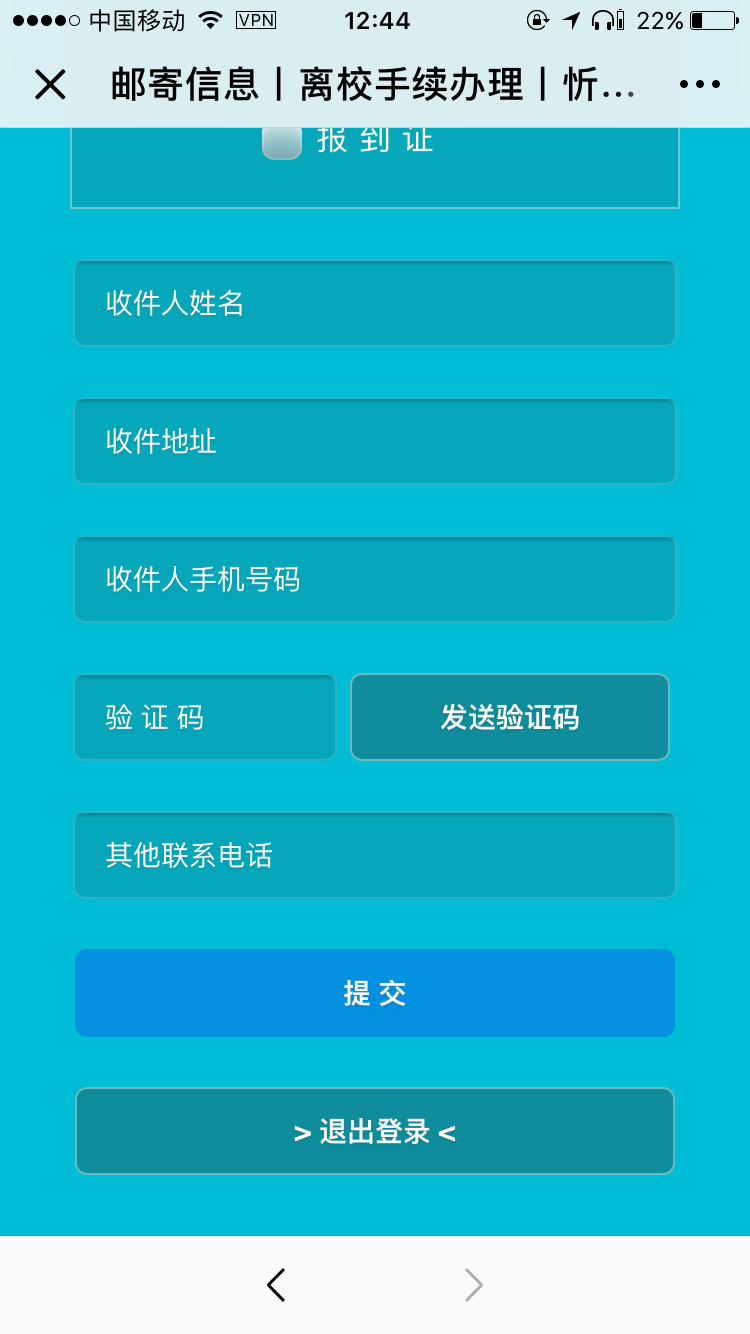 中国移动 VPN 12:44 22%
邮寄信息丨离校手续办理丨忻...
报 到 证
收件人姓名
收件地址
收件人手机号码
验 证 码 发送验证码
其他联系电话
提 交
> 退出登录 <